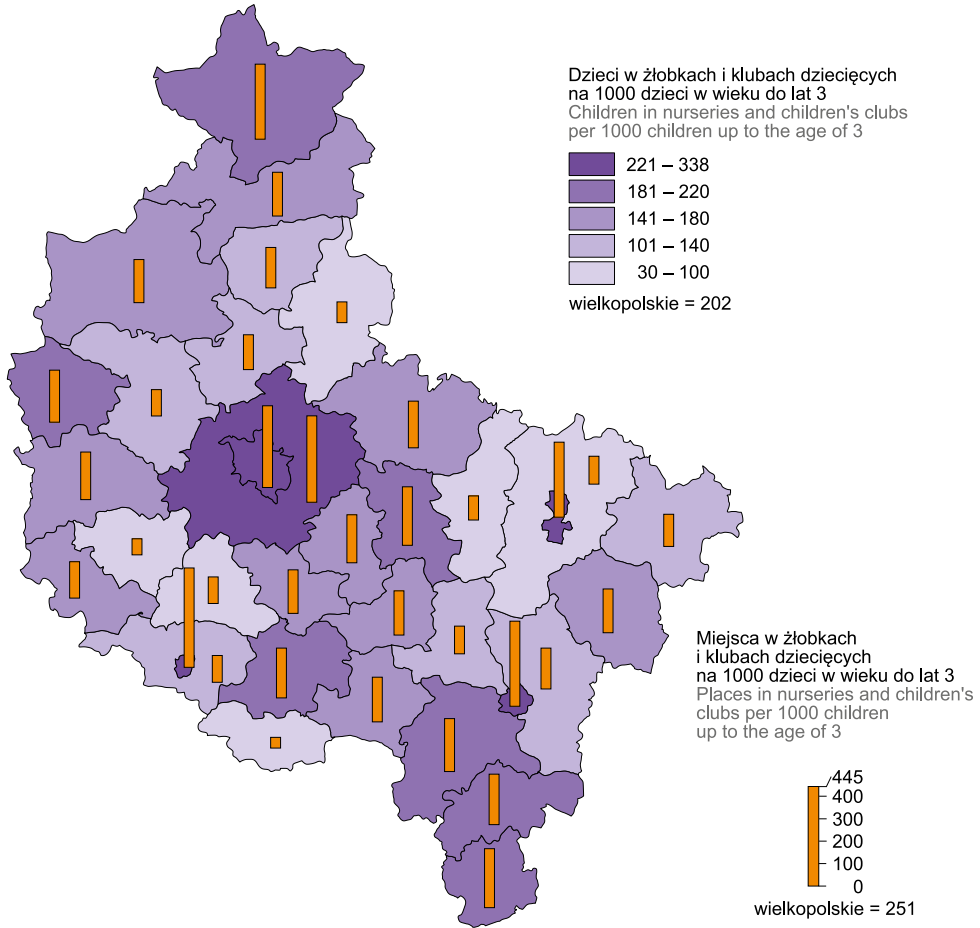 Dzieci w żłobkach i klubach dziecięcych
na 1000 dzieci w wieku do lat 3
Children in nurseries and children's clubs
per 1000 children up to the age of 3
221 – 338
181 – 220
141 – 180
101 – 140
30 – 100
wielkopolskie = 202
Miejsca w żłobkach
i klubach dziecięcych
na 1000 dzieci w wieku do lat 3
Places in nurseries and children's
clubs per 1000 children
up to the age of 3
445
400
300
200
100
0
wielkopolskie = 251